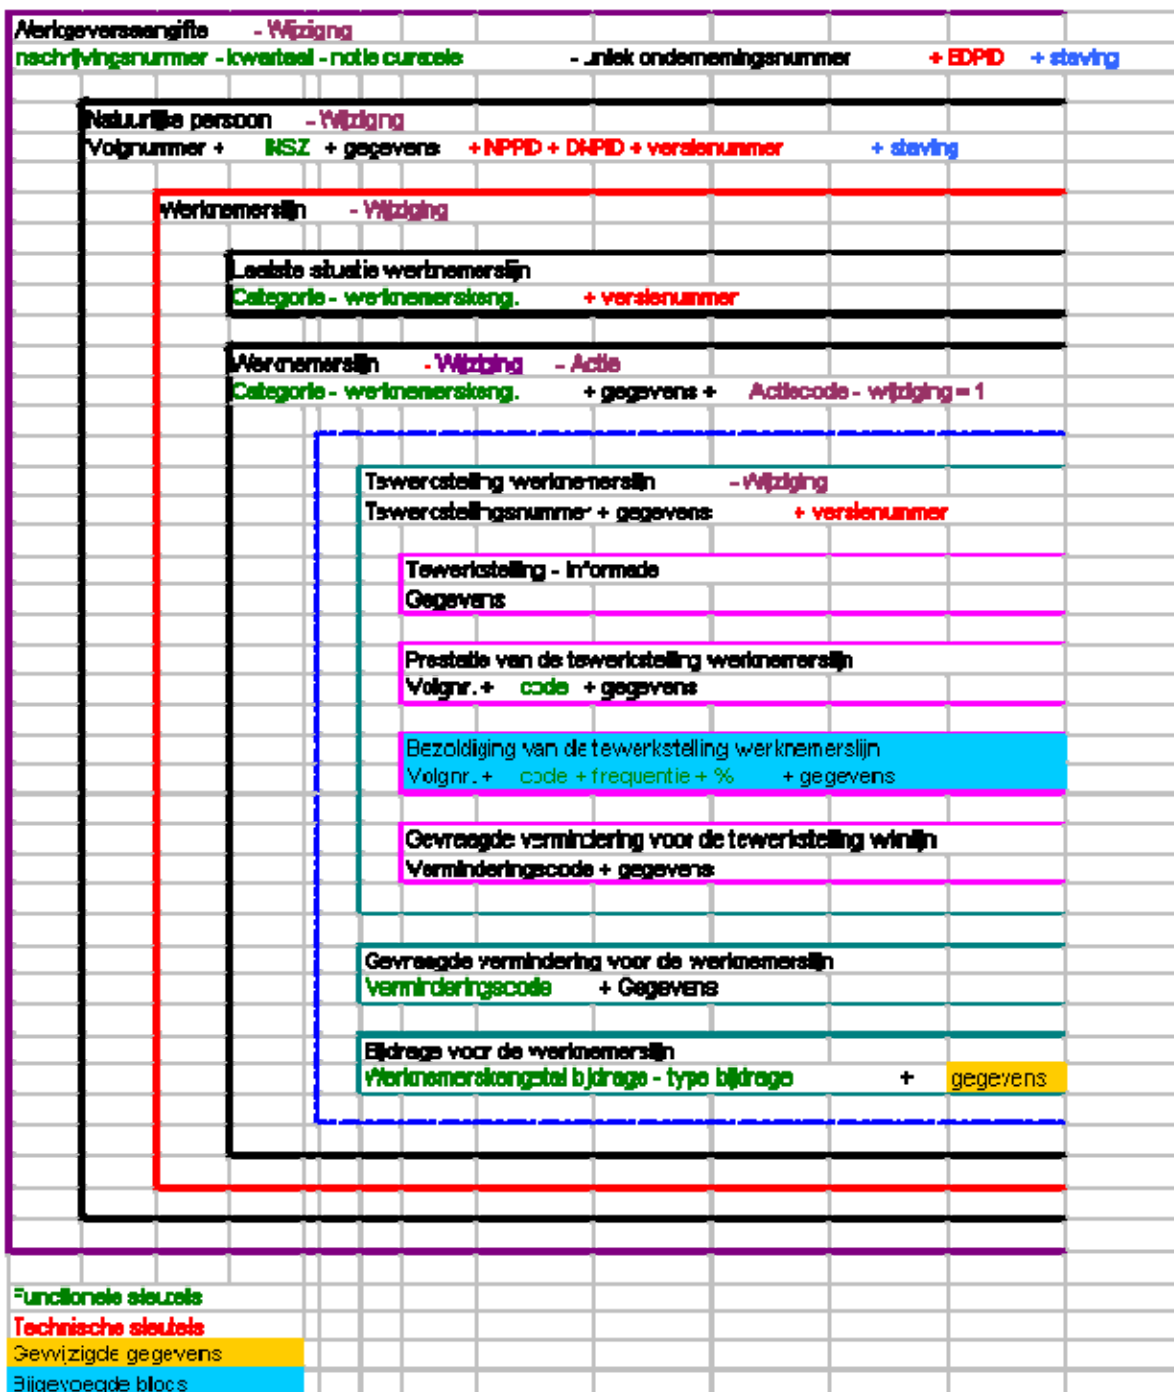 Werkgeversaangifte - Wijziging
nschrijvingsnummer - kwartaal - notie curatele - uniek ondernemingsnummer + EDPID + staving
Natuurlijke persoon - Wijziging
Volgnummer + INSZ + gegevens + NPPID + DNPID + versienummer + staving
Werknemerslijn - Wijziging
Laatste situatie werknemerslijn
Categorie - werknemerskeng. + versienummer
Werknemerslijn - Wijziging - Actie
Categorie - werknemerskeng. + gegevens + Actiecode - wijziging = 1
Tewerkstelling werknemerslijn - Wijziging
Tewerkstellingsnummer + gegevens + versienummer
Tewerkstelling - Informatie
Gegevens
Prestatie van de tewerkstelling werknemerslijn
Volgnr. + code + gegevens
Bezoldiging van de tewerkstelling werknemerslijn
Volgnr. + code + frequentie + % + gegevens
Gevraagde vermindering voor de tewerkstelling wknlijn
Verminderingscode + gegevens
Gevraagde vermindering voor de werknemerslijn
Verminderingscode + Gegevens
Bijdrage voor de werknemerslijn
Werknemerskengetal bijdrage - type bijdrage + gegevens
Functionele sleutels
Technische sleutels
Gewijzigde gegevens
Bijgevoegde blocs